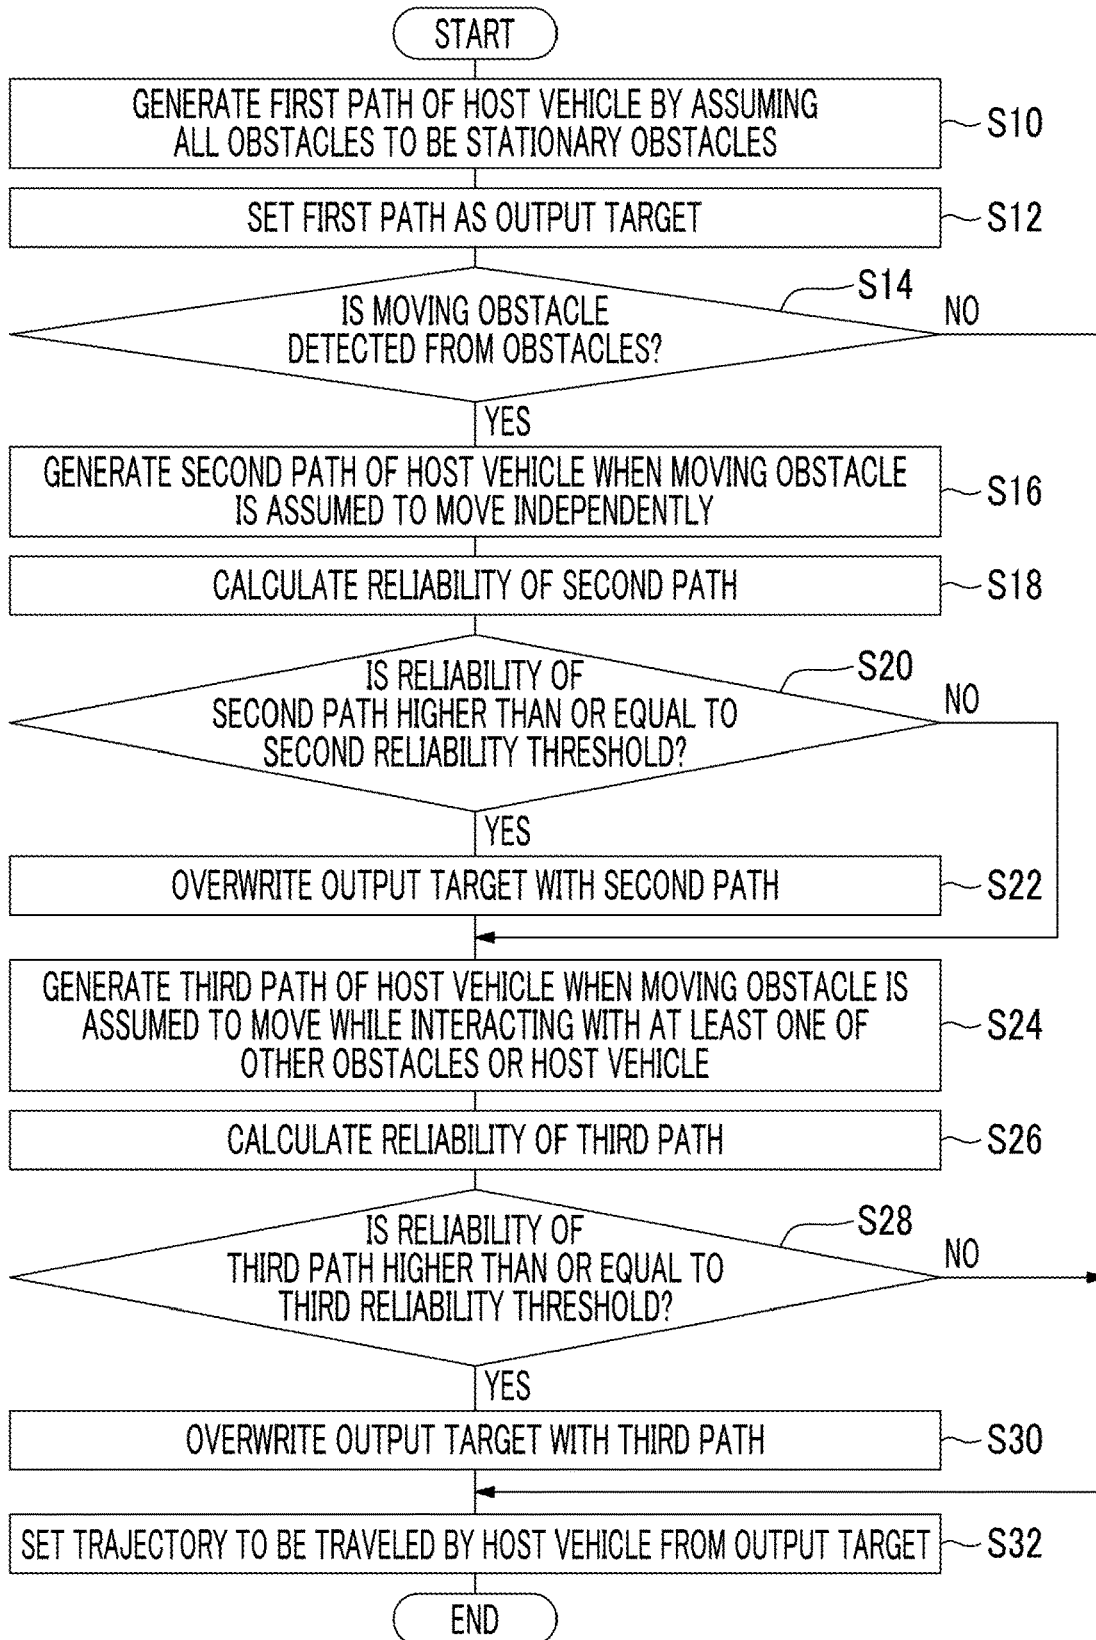 START
GENERATE FIRST PATH OF HOST VEHICLE BY ASSUMING
ALL OBSTACLES TO BE STATIONARY OBSTACLES
S10
SET FIRST PATH AS OUTPUT TARGET
S12
S14
IS MOVING OBSTACLE
DETECTED FROM OBSTACLES?
NO
YES
GENERATE SECOND PATH OF HOST VEHICLE WHEN MOVING OBSTACLE
IS ASSUMED TO MOVE INDEPENDENTLY
S16
CALCULATE RELIABILITY OF SECOND PATH
S18
S20
IS RELIABILITY OF
SECOND PATH HIGHER THAN OR EQUAL TO
SECOND RELIABILITY THRESHOLD?
NO
YES
OVERWRITE OUTPUT TARGET WITH SECOND PATH
S22
GENERATE THIRD PATH OF HOST VEHICLE WHEN MOVING OBSTACLE IS
ASSUMED TO MOVE WHILE INTERACTING WITH AT LEAST ONE OF
OTHER OBSTACLES OR HOST VEHICLE
S24
CALCULATE RELIABILITY OF THIRD PATH
S26
S28
IS RELIABILITY OF
THIRD PATH HIGHER THAN OR EQUAL TO
THIRD RELIABILITY THRESHOLD?
NO
YES
OVERWRITE OUTPUT TARGET WITH THIRD PATH
S30
SET TRAJECTORY TO BE TRAVELED BY HOST VEHICLE FROM OUTPUT TARGET
S32
END